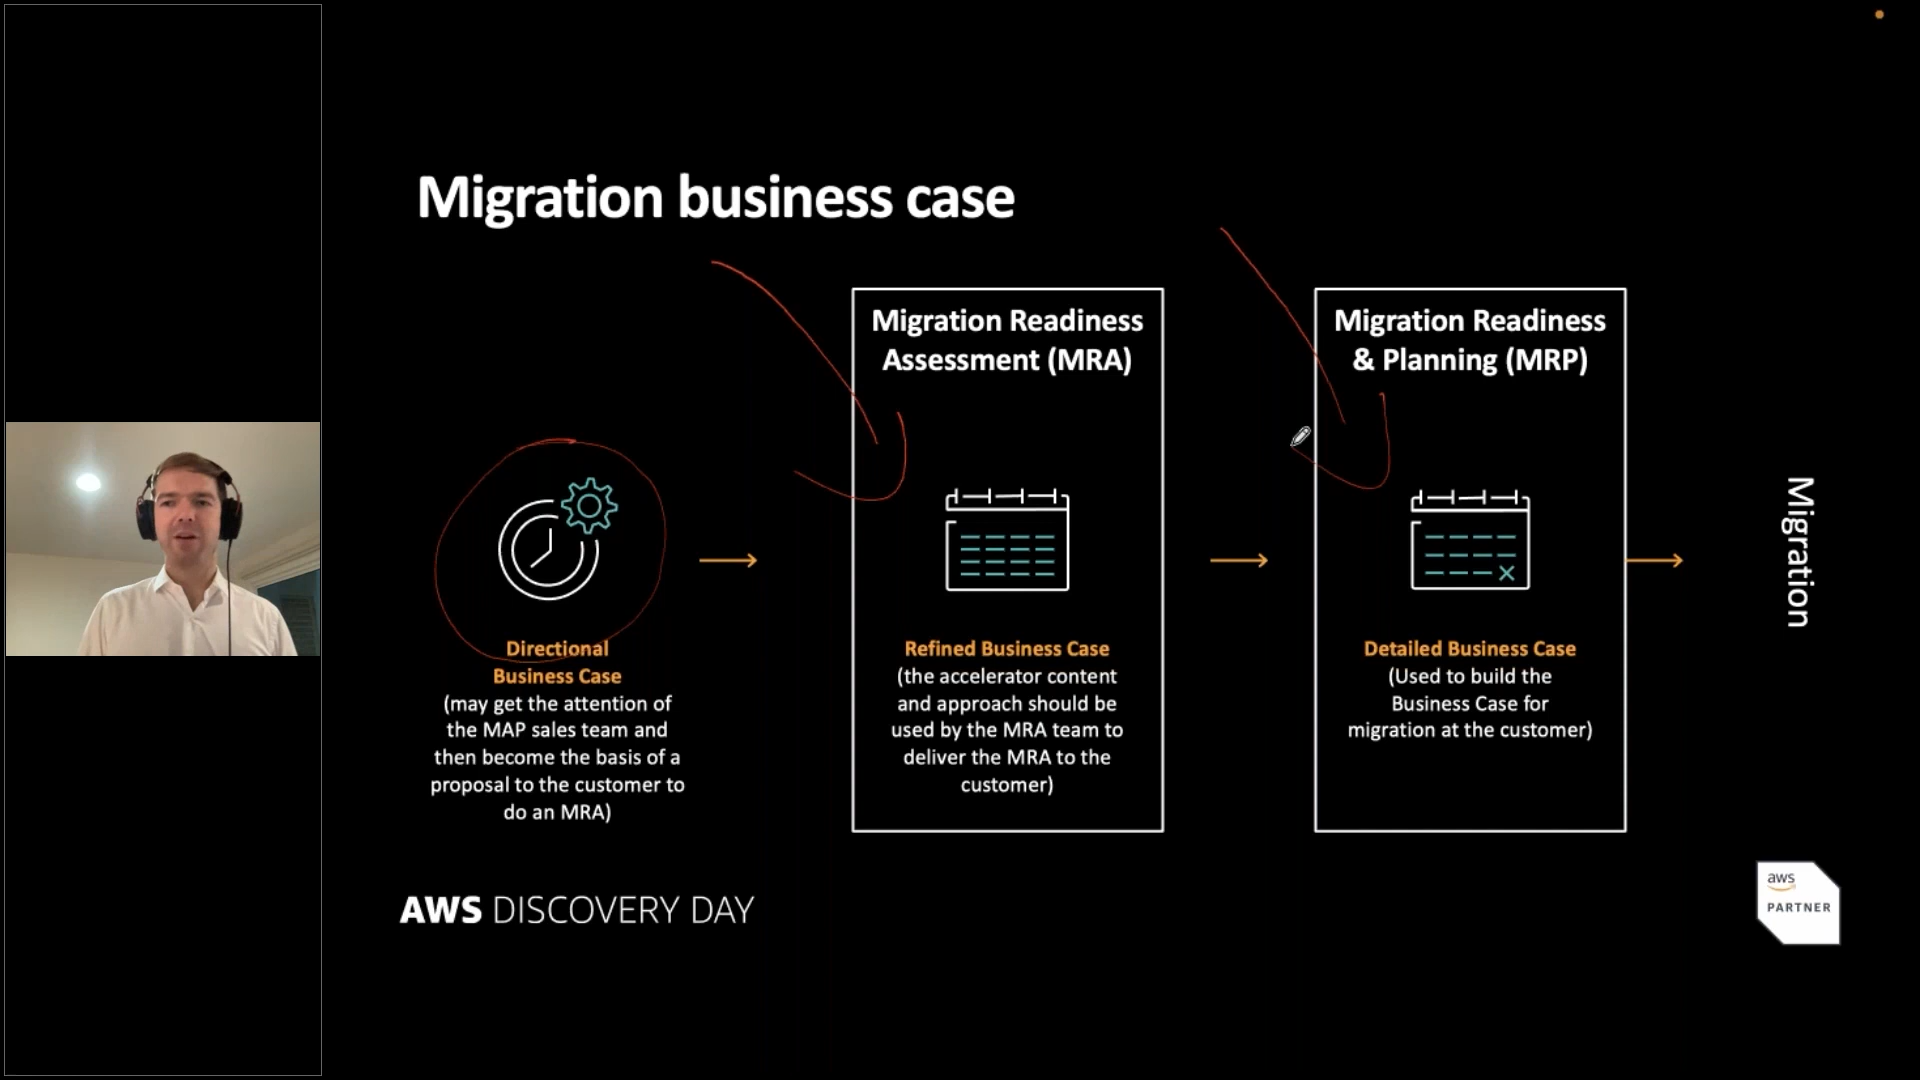 Migration business case
Migration Readiness
Assessment (MRA)
Migration Readiness
& Planning (MRP)
Directional
Business Case
(may get the attention of
the MAP sales team and
then become the basis of a
proposal to the customer to
do an MRA)
Refined Business Case
(the accelerator content
and approach should be
used by the MRA team to
deliver the MRA to the
customer)
Detailed Business Case
(Used to build the
Business Case for
migration at the customer)
Migration
AWS DISCOVERY DAY
aws
PARTNER